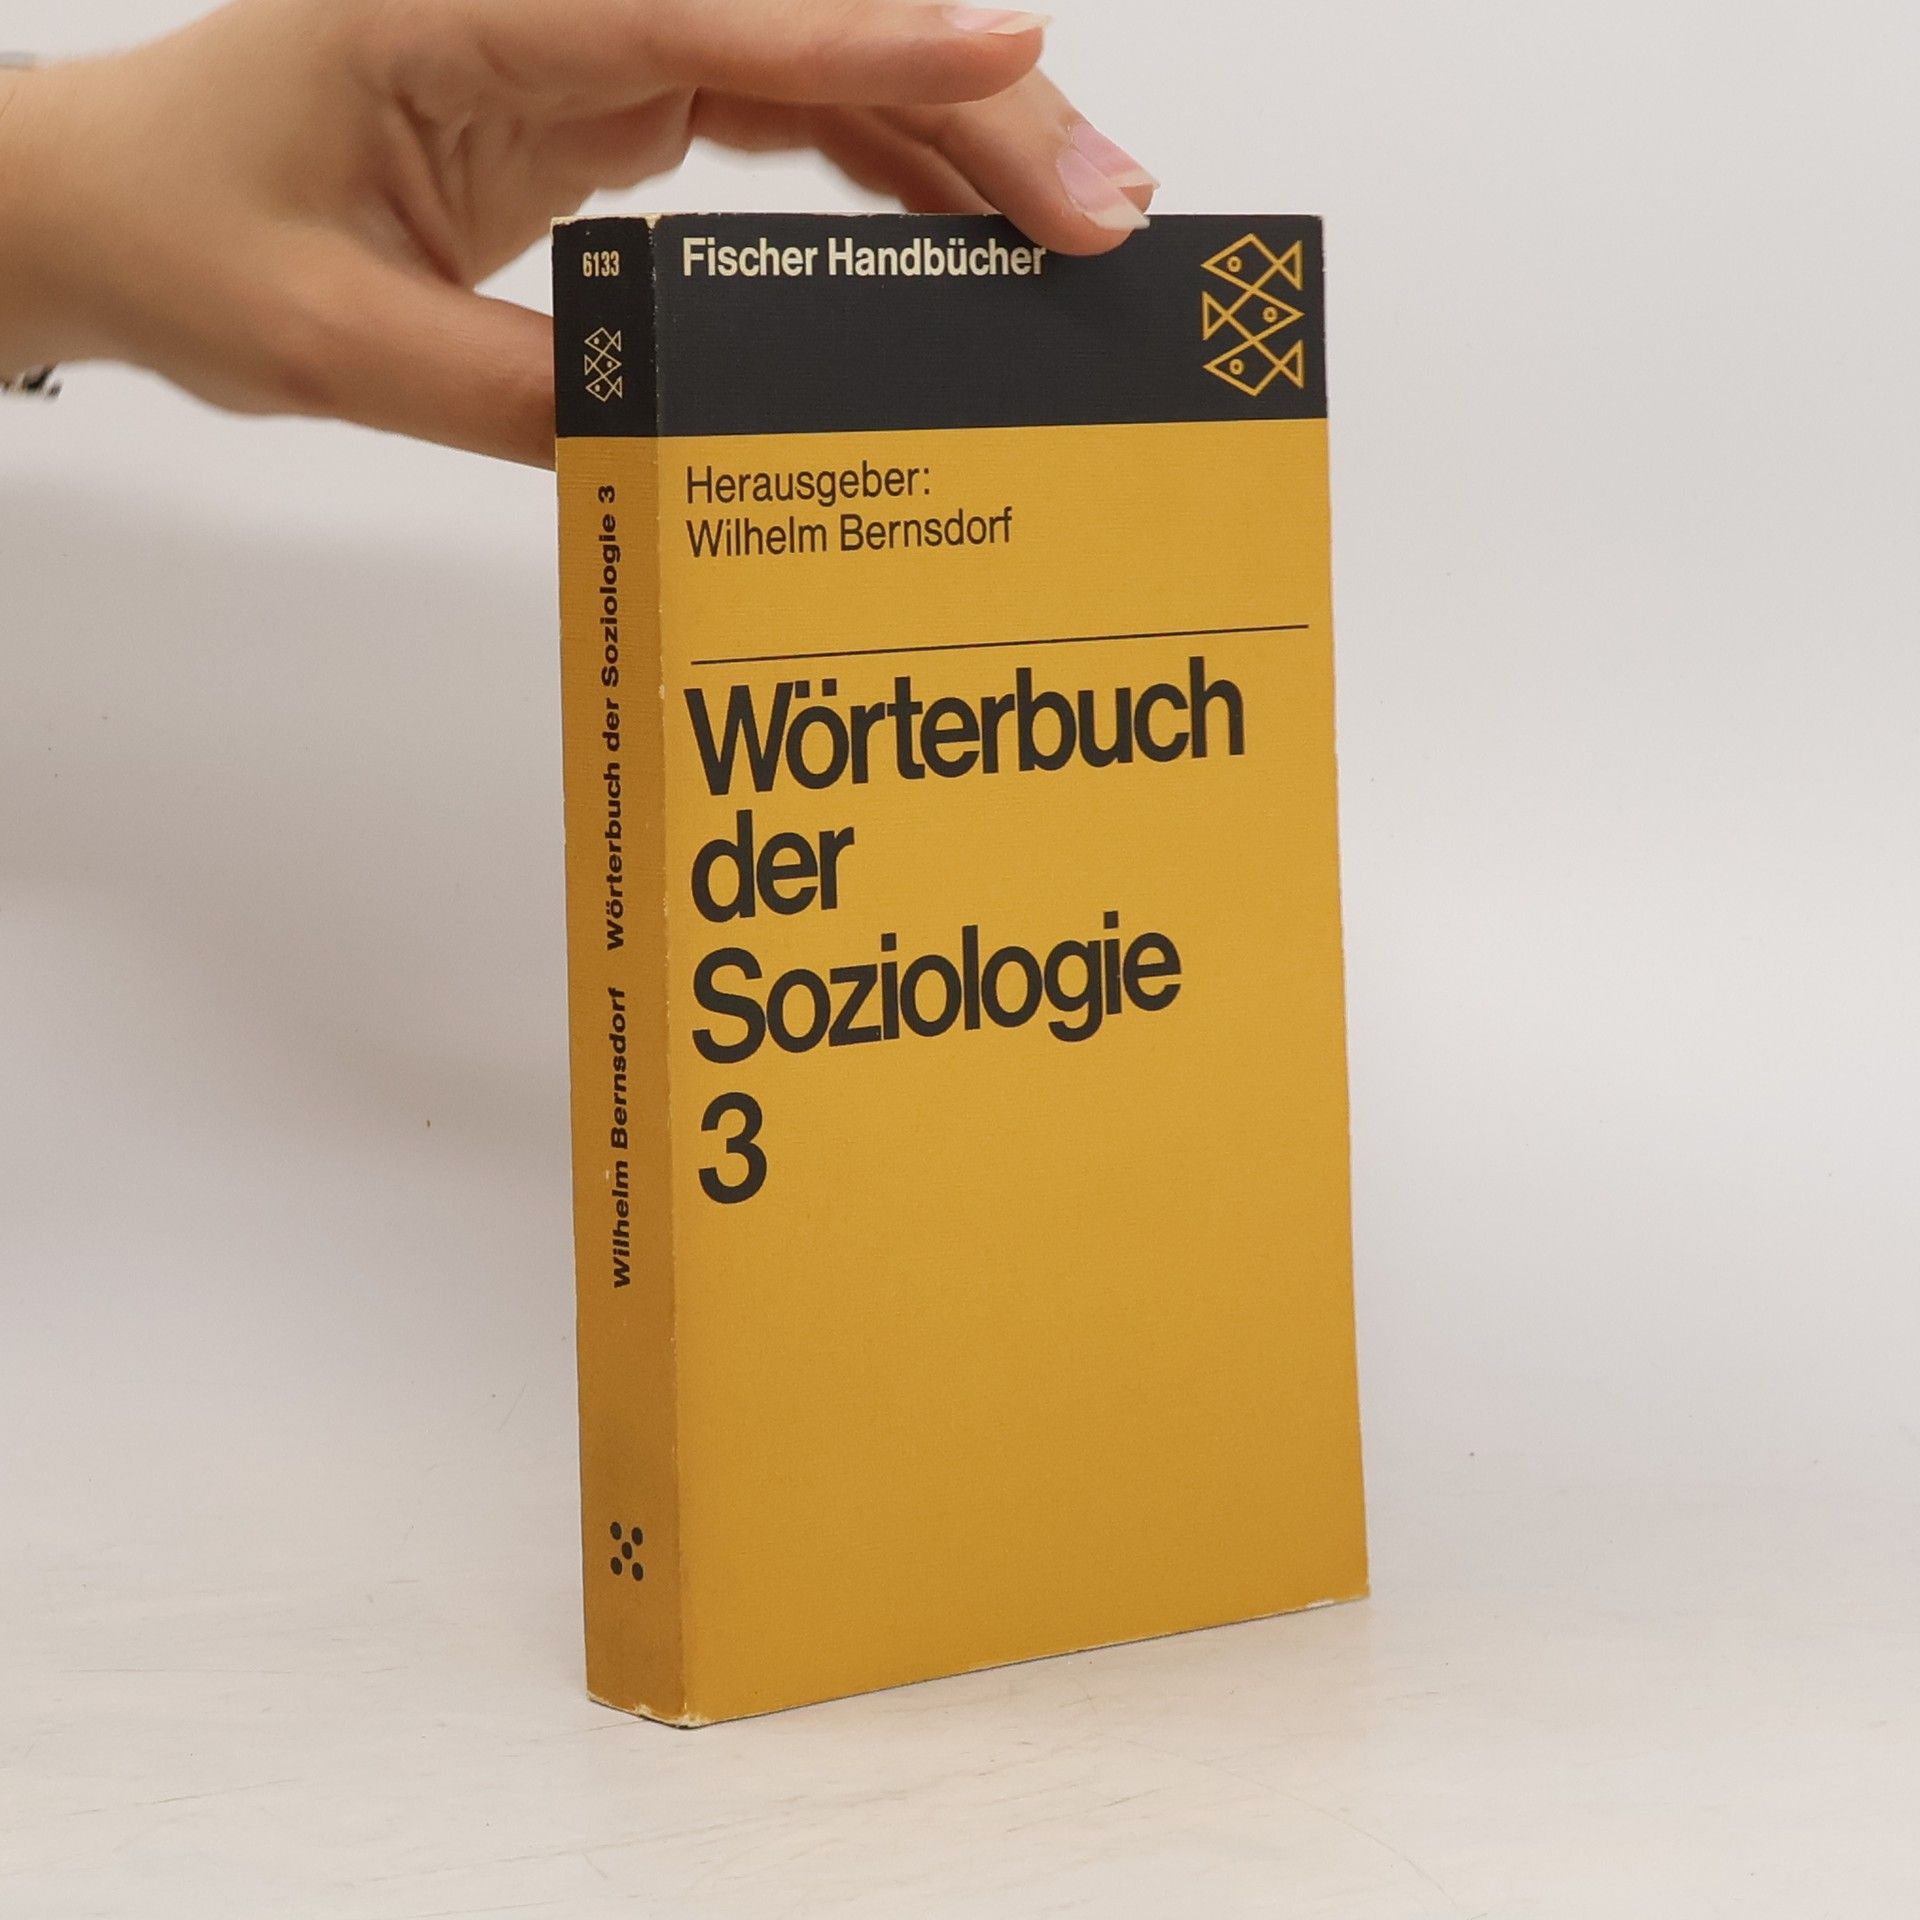 6133
Wilhelm Bernsdorf Wörterbuch der Soziologie 3
Fischer Handbücher
Herausgeber:
Wilhelm Bernsdorf
Wörterbuch
der
Soziologie
3